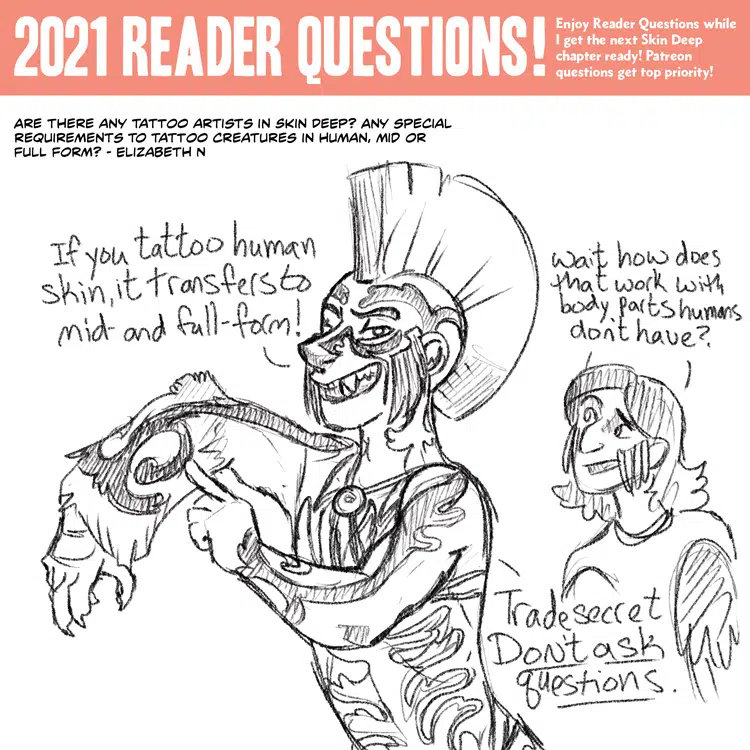 2021 READER QUESTIONS!
Enjoy Reader Questions while
I get the next Skin Deep
chapter ready! Patreon
questions get top priority!
ARE THERE ANY TATTOO ARTISTS IN SKIN DEEP? ANY SPECIAL
REQUIREMENTS TO TATTOO CREATURES IN HUMAN, MID OR
FULL FORM? - ELIZABETH N
If you tattoo human
skin, it transfers to
mid- and full-form!
wait how does
that work with
body parts humans
don't have?
Trade secret
Don't ask
questions.